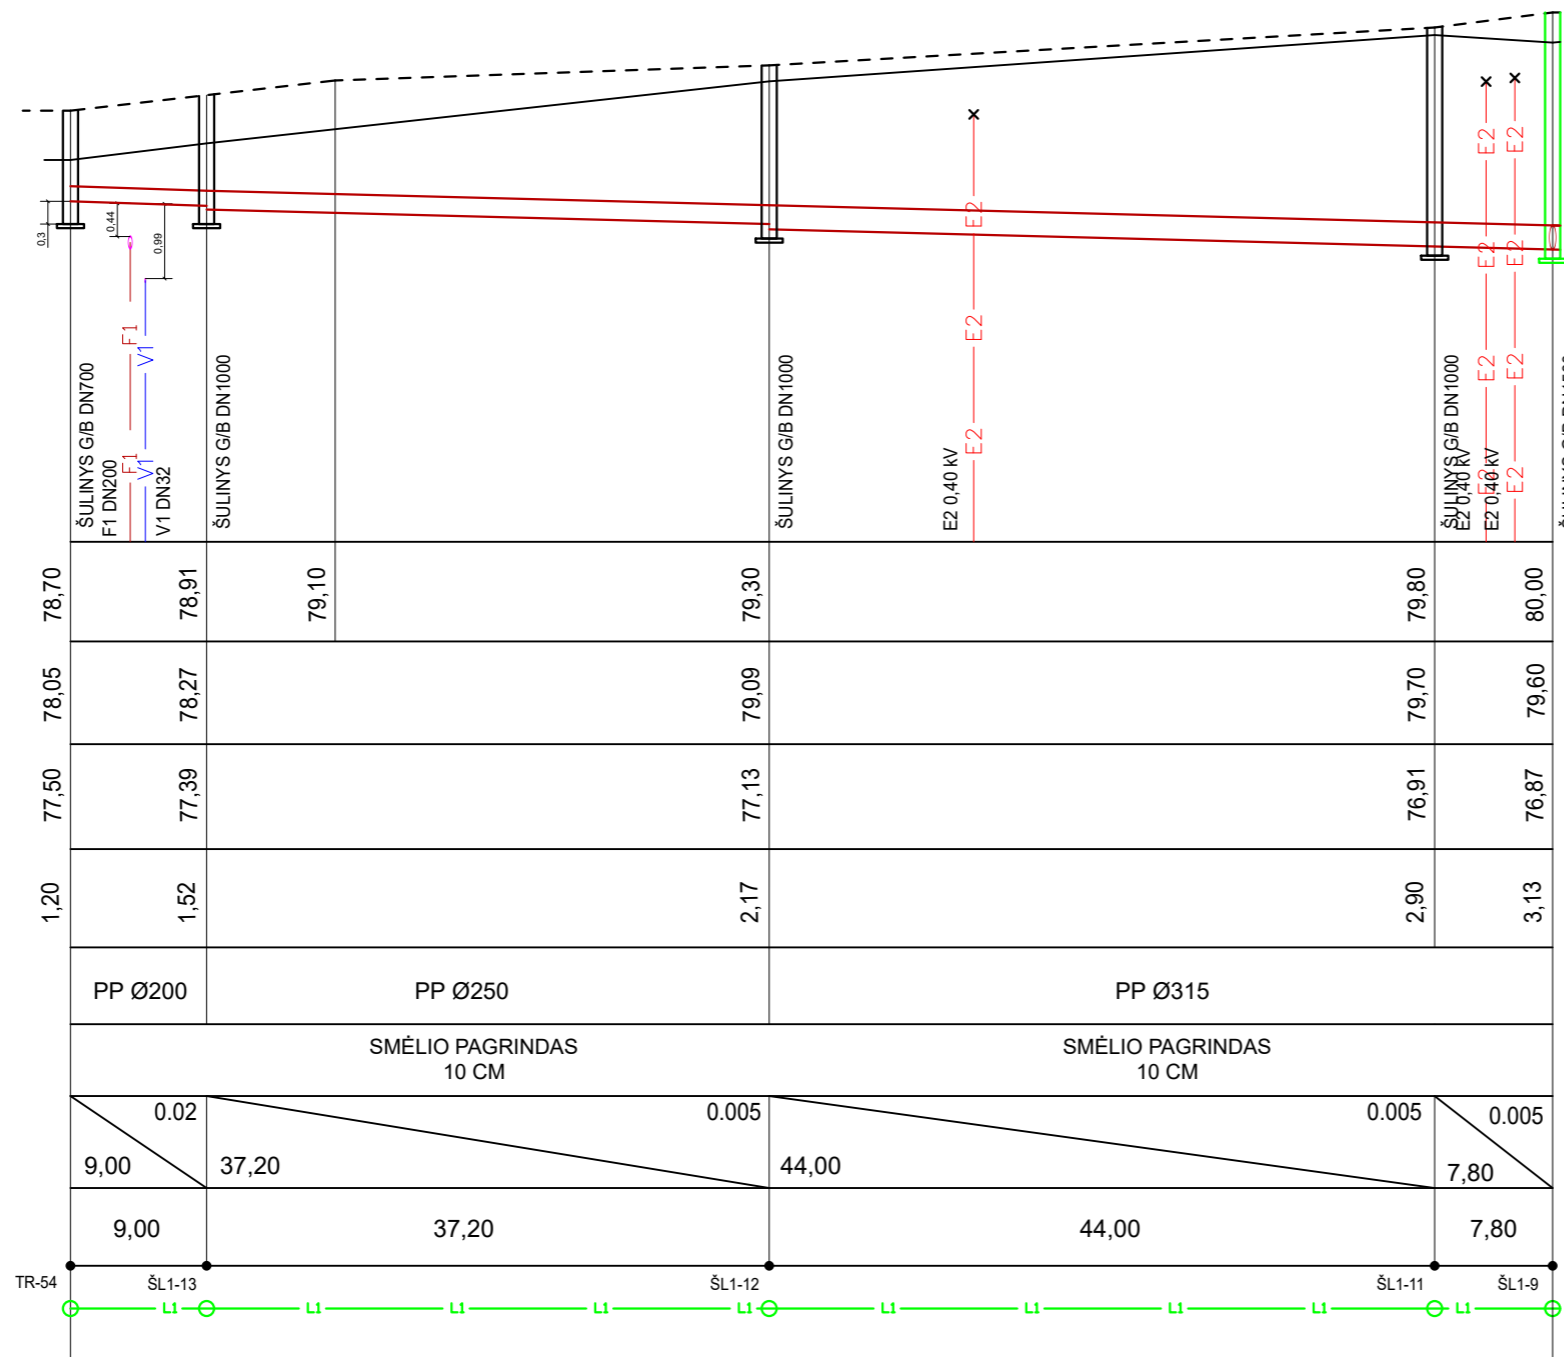 0,3
0,44
0,99
ŠULINYS G/B DN700
F1 DN200
F1
F1
V1
V1
V1 DN32
ŠULINYS G/B DN1000
ŠULINYS G/B DN1000
E2 0,40 kV
E2
E2
E2
ŠULINYS G/B DN1000
E2 0,40 kV
E2
E2
E2
E2
E2 0,40 kV
E2
E2
E2
E2
78,70 78,91 79,10 79,30 79,80 80,00
78,05 78,27 79,09 79,70 79,60
77,50 77,39 77,13 76,91 76,87
1,20 1,52 2,17 2,90 3,13
PP Ø200 PP Ø250 PP Ø315
SMĖLIO PAGRINDAS SMĖLIO PAGRINDAS
10 CM 10 CM
0.02 0.005 0.005 0.005
9,00 37,20 44,00 7,80
9,00 37,20 44,00 7,80
TR-54 ŠL1-13 ŠL1-12 ŠL1-11 ŠL1-9
L1 L1 L1 L1 L1 L1 L1 L1 L1 L1